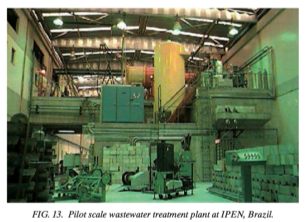 FIG. 13. Pilot scale wastewater treatment plant at IPEN, Brazil.